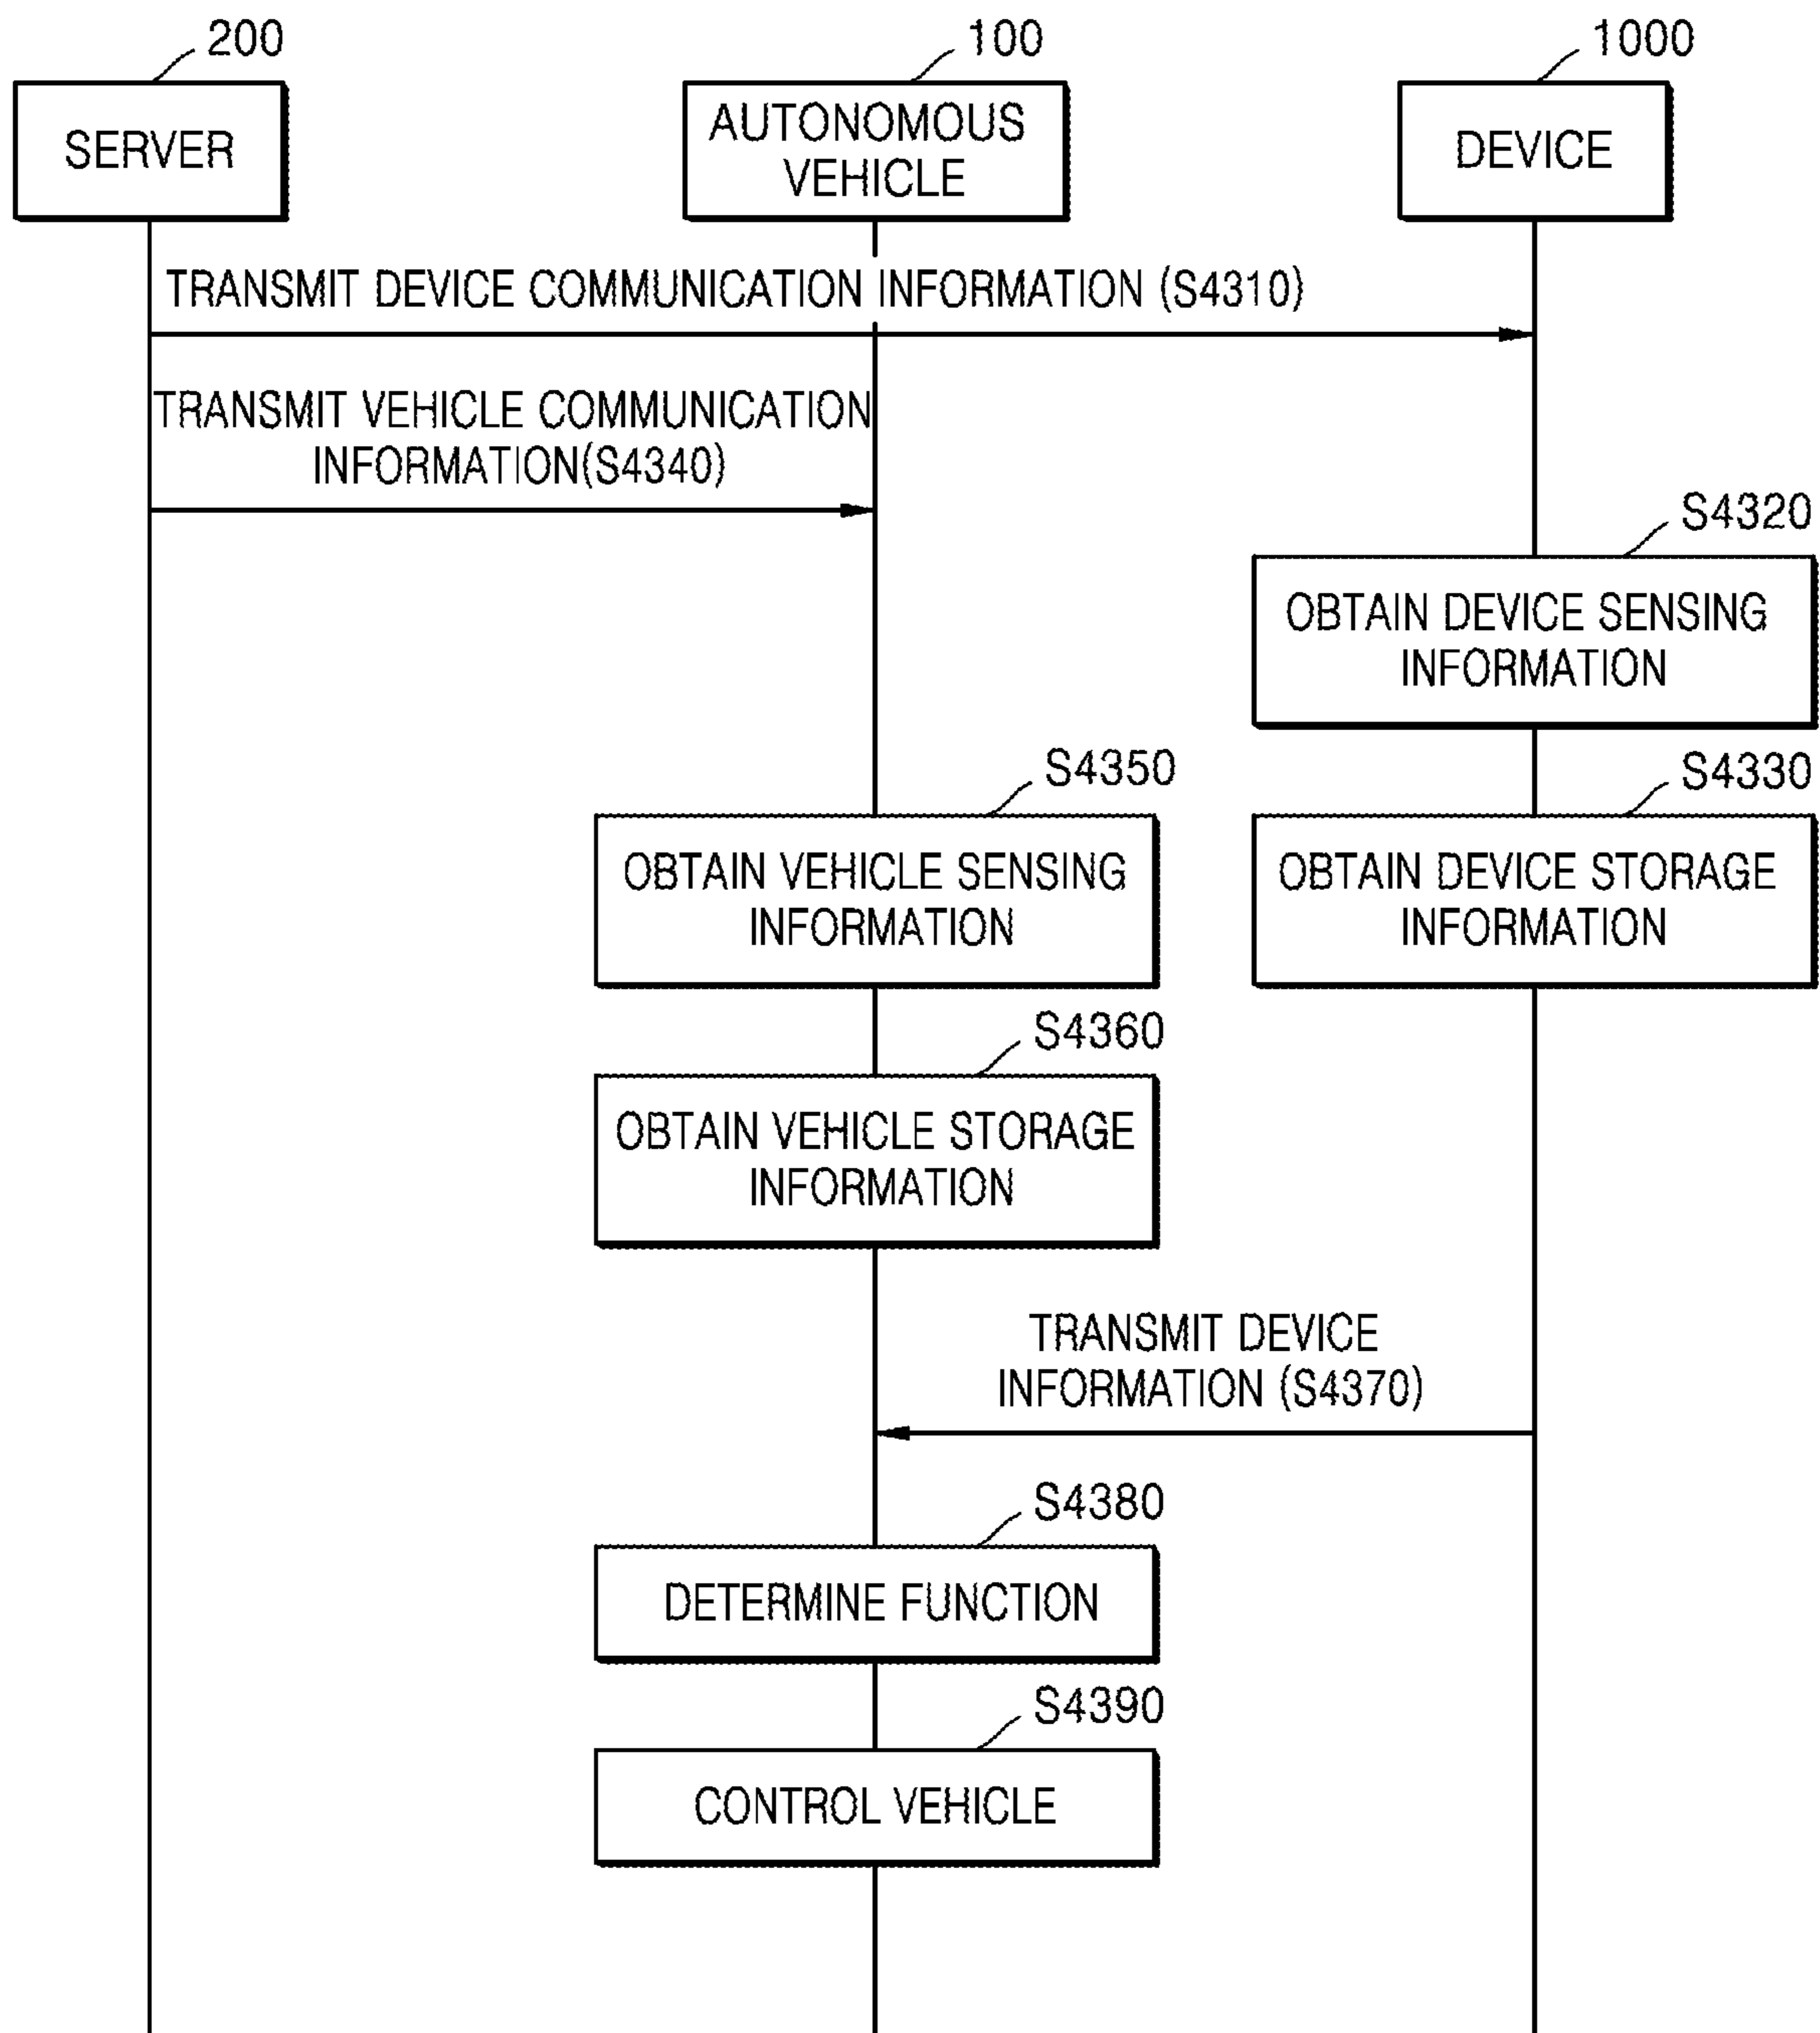 200
100
1000
SERVER
AUTONOMOUS
VEHICLE
DEVICE
TRANSMIT DEVICE COMMUNICATION INFORMATION (S4310)
TRANSMIT VEHICLE COMMUNICATION
INFORMATION(S4340)
S4320
OBTAIN DEVICE SENSING
INFORMATION
S4350
S4330
OBTAIN VEHICLE SENSING
INFORMATION
OBTAIN DEVICE STORAGE
INFORMATION
S4360
OBTAIN VEHICLE STORAGE
INFORMATION
TRANSMIT DEVICE
INFORMATION (S4370)
S4380
DETERMINE FUNCTION
S4390
CONTROL VEHICLE